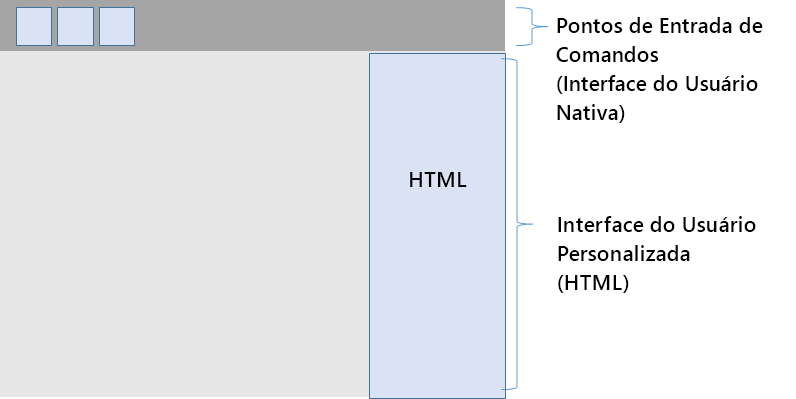 Pontos de Entrada de
Comandos
(Interface do Usuário
Nativa)
HTML
Interface do Usuário
Personalizada
(HTML)